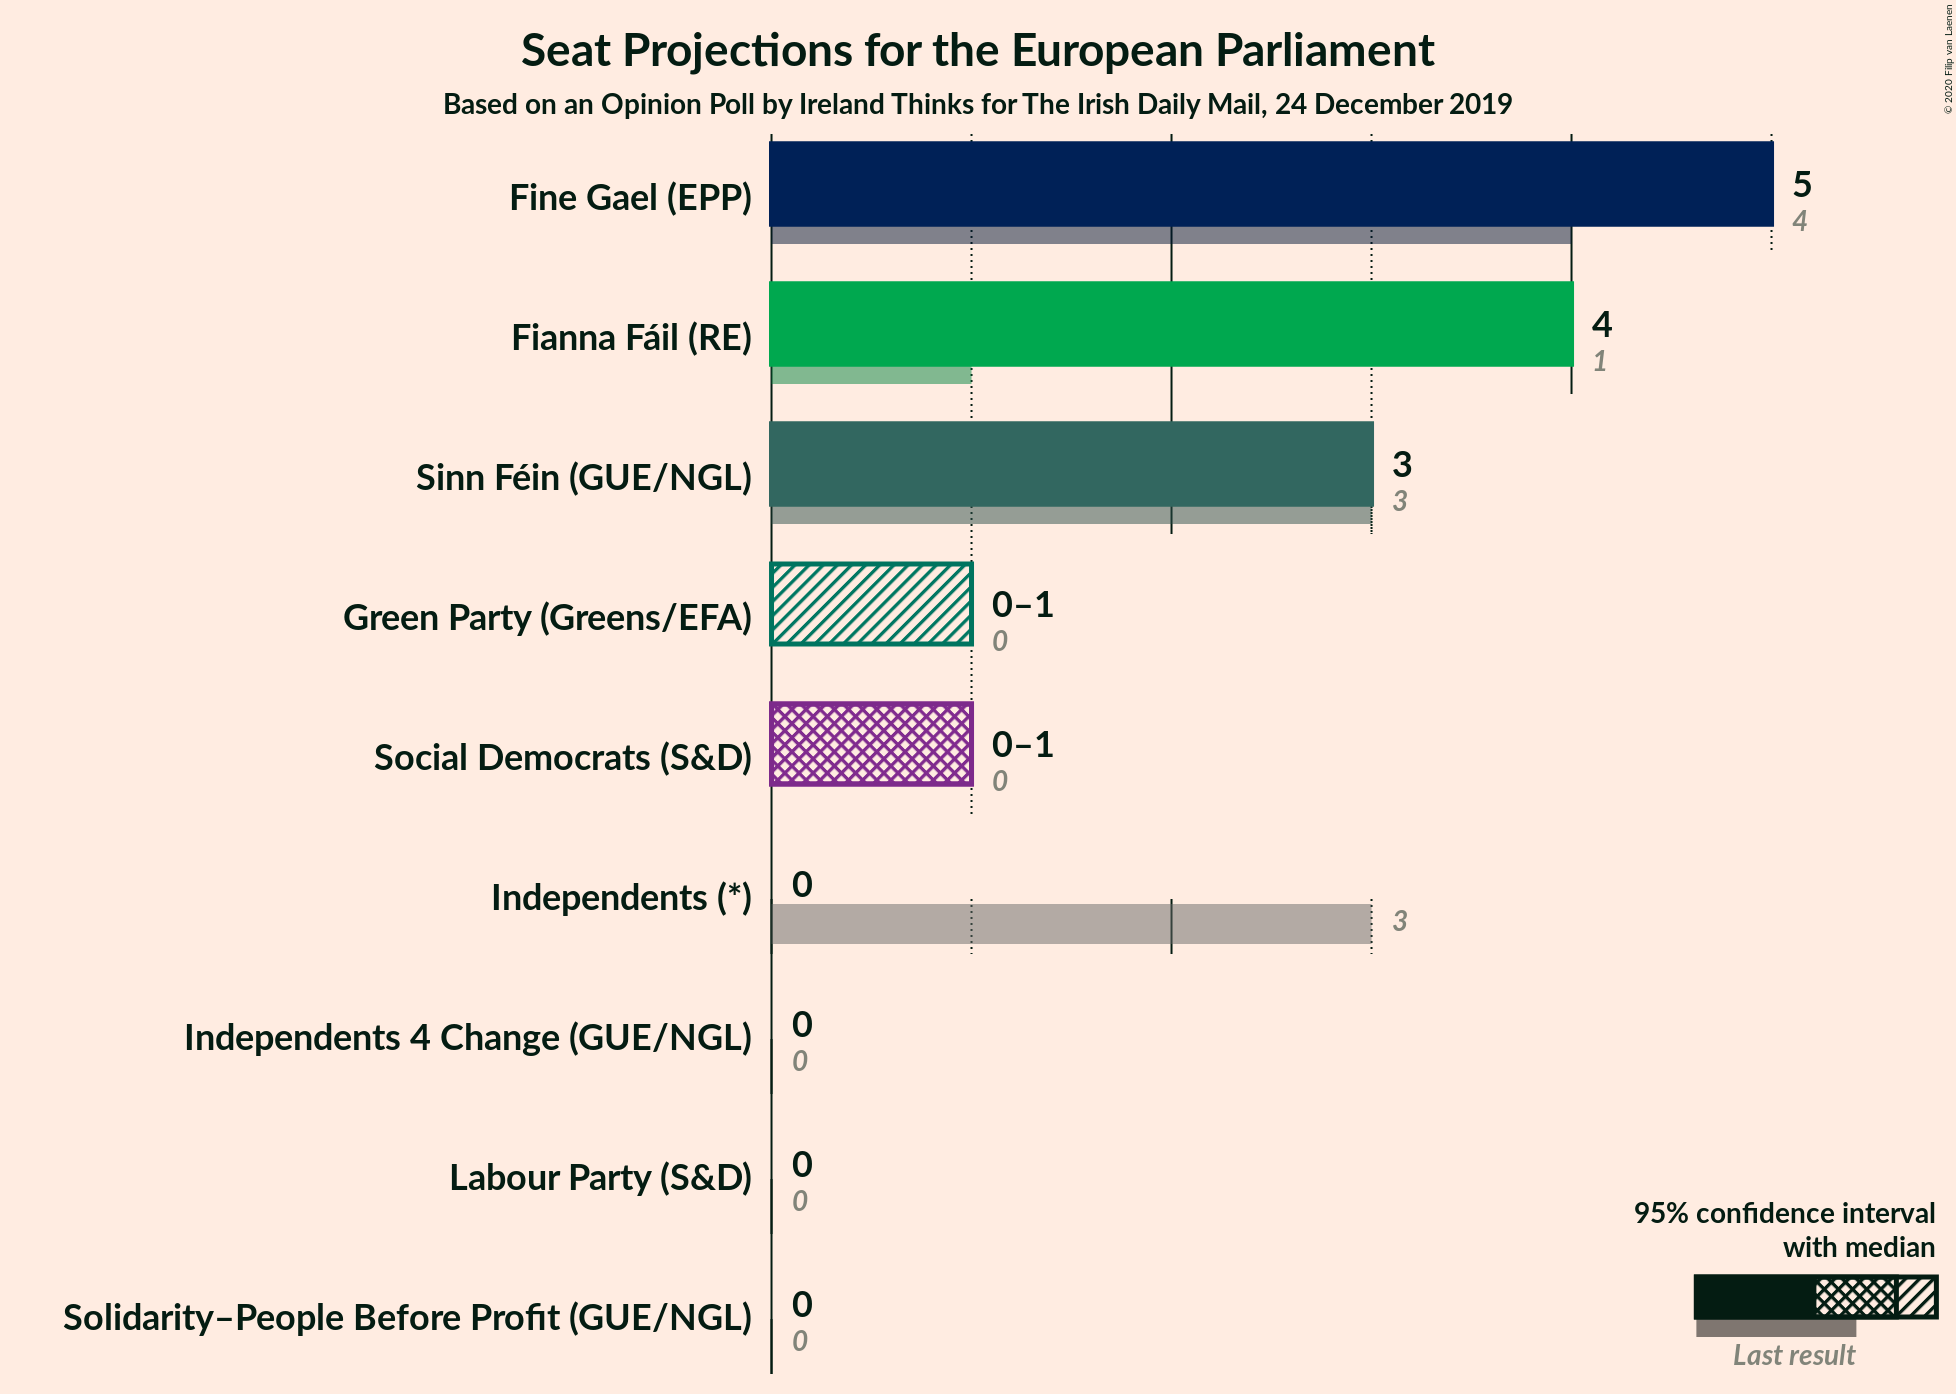 Seat Projections for the European Parliament
Based on an Opinion Poll by Ireland Thinks for The Irish Daily Mail, 24 December 2019
© 2020 Filip van Laenen
Fine Gael (EPP)
5
4
Fianna Fáil (RE)
4
1
Sinn Féin (GUE/NGL)
3
3
Green Party (Greens/EFA)
0–1
0
Social Democrats (S&D)
0–1
0
Independents (*)
0
3
Independents 4 Change (GUE/NGL)
0
0
Labour Party (S&D)
0
0
Solidarity–People Before Profit (GUE/NGL)
0
0
95% confidence interval
with median
Last result